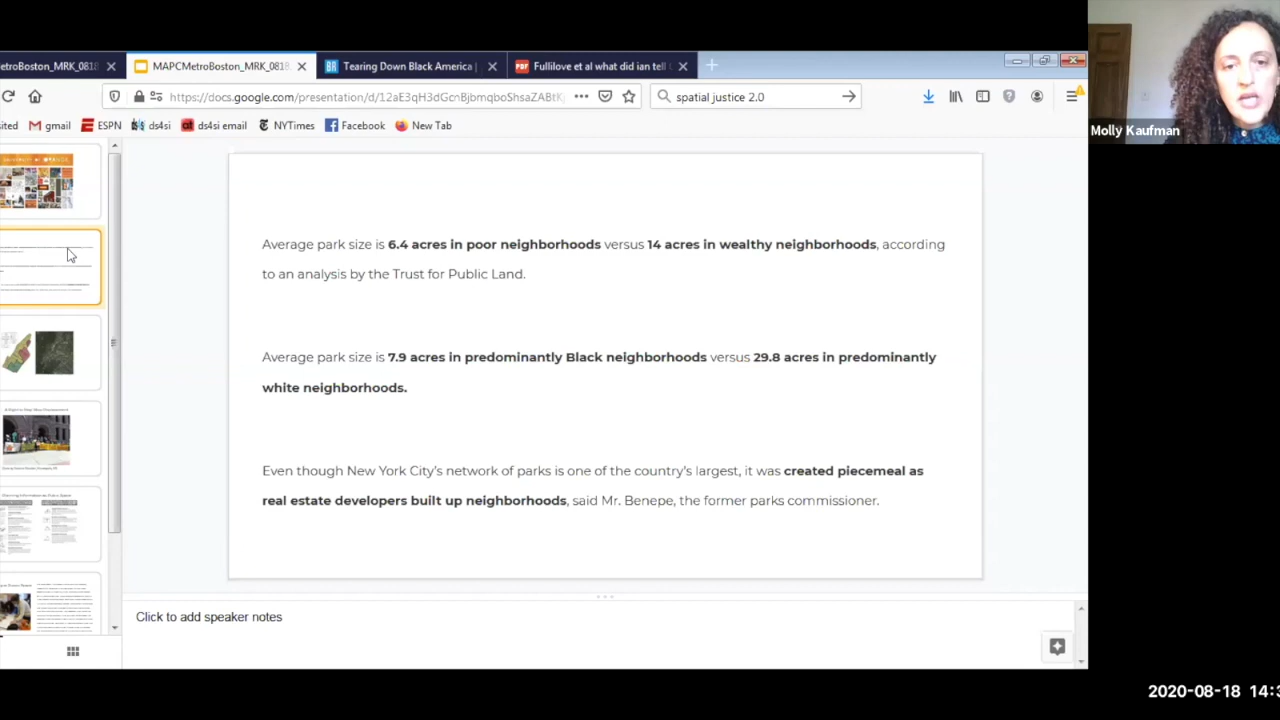 etroBoston_MRK_0818
MAPCMetroBoston_MRK_0818.
BR
Teardown Black America |
PDF
Fullilove et al what did ian tell
https://docs.google.com/presentation/d/
spatial justice 2.0
sited
gmail
ESPN
ds4si
ds4si email
NYTimes
Facebook
New Tab
Molly Kaufman
Average park size is 6.4 acres in poor neighborhoods versus 14 acres in wealthy neighborhoods, according
to an analysis by the Trust for Public Land.
Average park size is 7.9 acres in predominantly Black neighborhoods versus 29.8 acres in predominantly
white neighborhoods.
Even though New York City's network of parks is one of the country's largest, it was created piecemeal as
real estate developers built up neighborhoods, said Mr. Benepe, the former parks commissioner.
Click to add speaker notes
2020-08-18 14:3